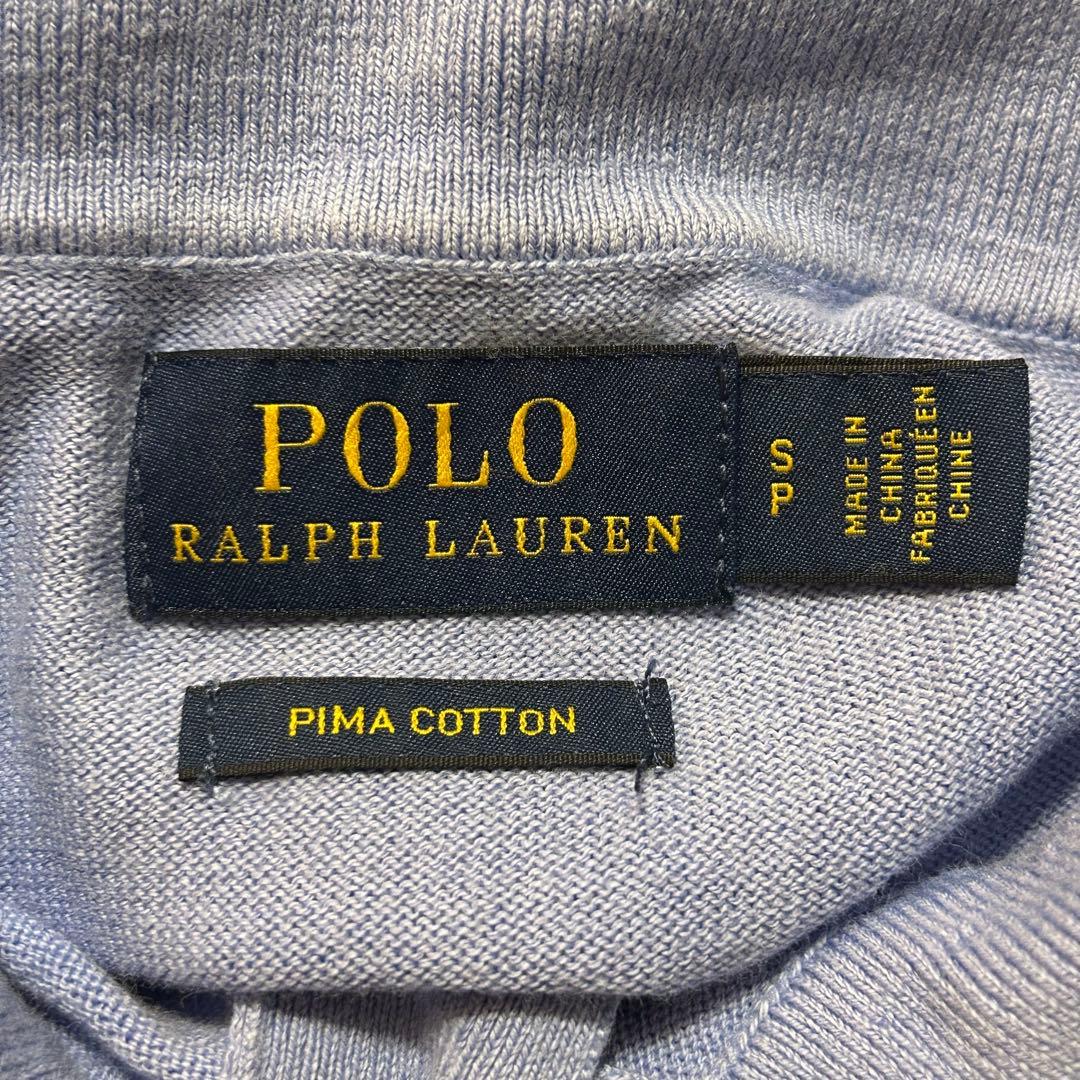 POLO
RALPH LAUREN
S
P
MADE IN
CHINA
FABRIQUÉ EN
CHINE
PIMA COTTON